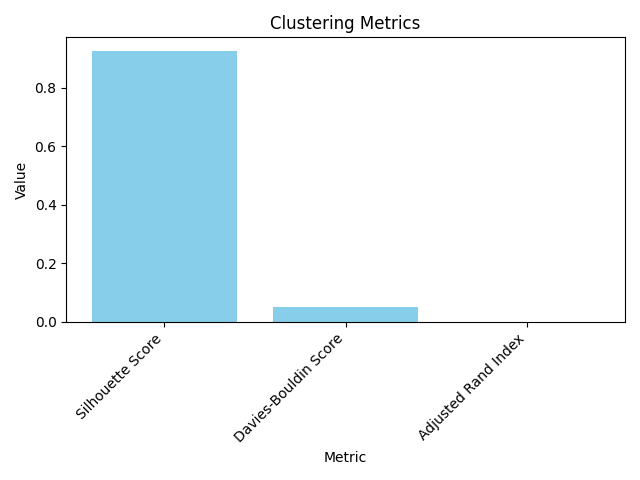 Clustering Metrics
Value
0.8
0.6
0.4
0.2
0.0
Silhouette Score
Davies-Bouldin Score
Adjusted Rand Index
Metric